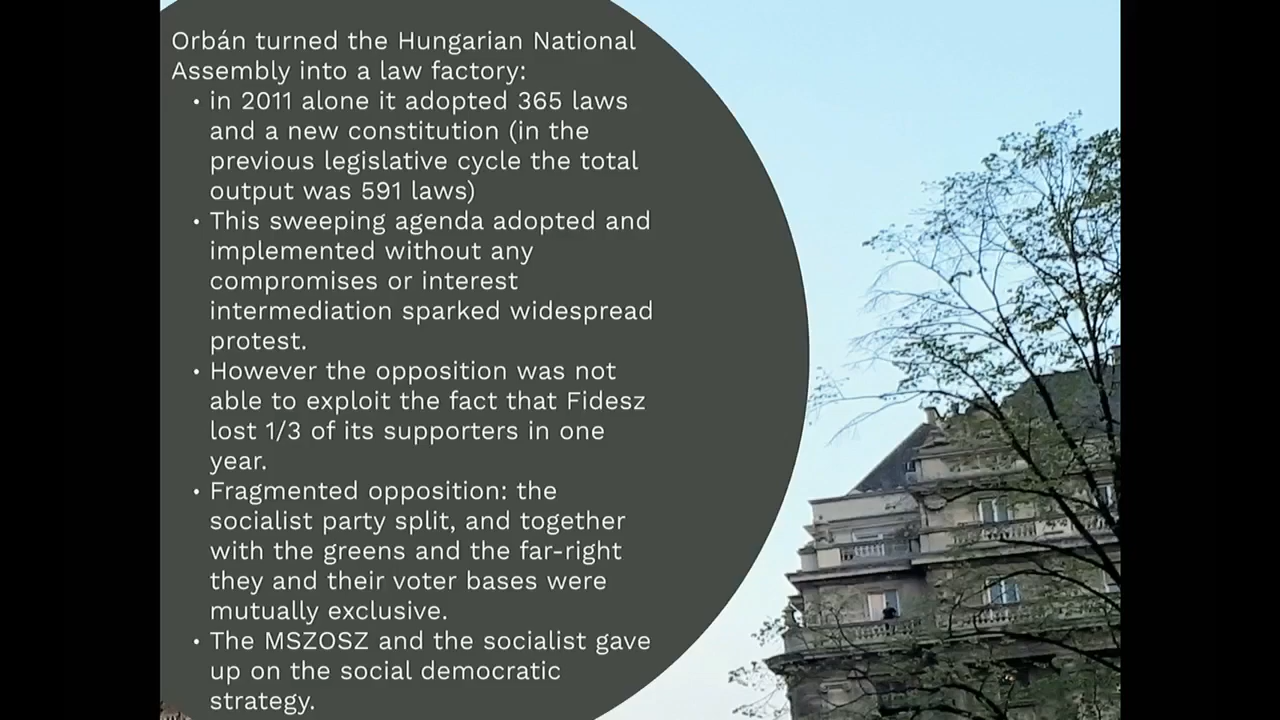 Orbán turned the Hungarian National
Assembly into a law factory:
• in 2011 alone it adopted 365 laws
and a new constitution (in the
previous legislative cycle the total
output was 591 laws)
• This sweeping agenda adopted and
implemented without any
compromises or interest
intermediation sparked widespread
protest.
• However the opposition was not
able to exploit the fact that Fidesz
lost 1/3 of its supporters in one
year.
• Fragmented opposition: the
socialist party split, and together
with the greens and the far-right
they and their voter bases were
mutually exclusive.
• The MSZOSZ and the socialist gave
up on the social democratic
strategy.